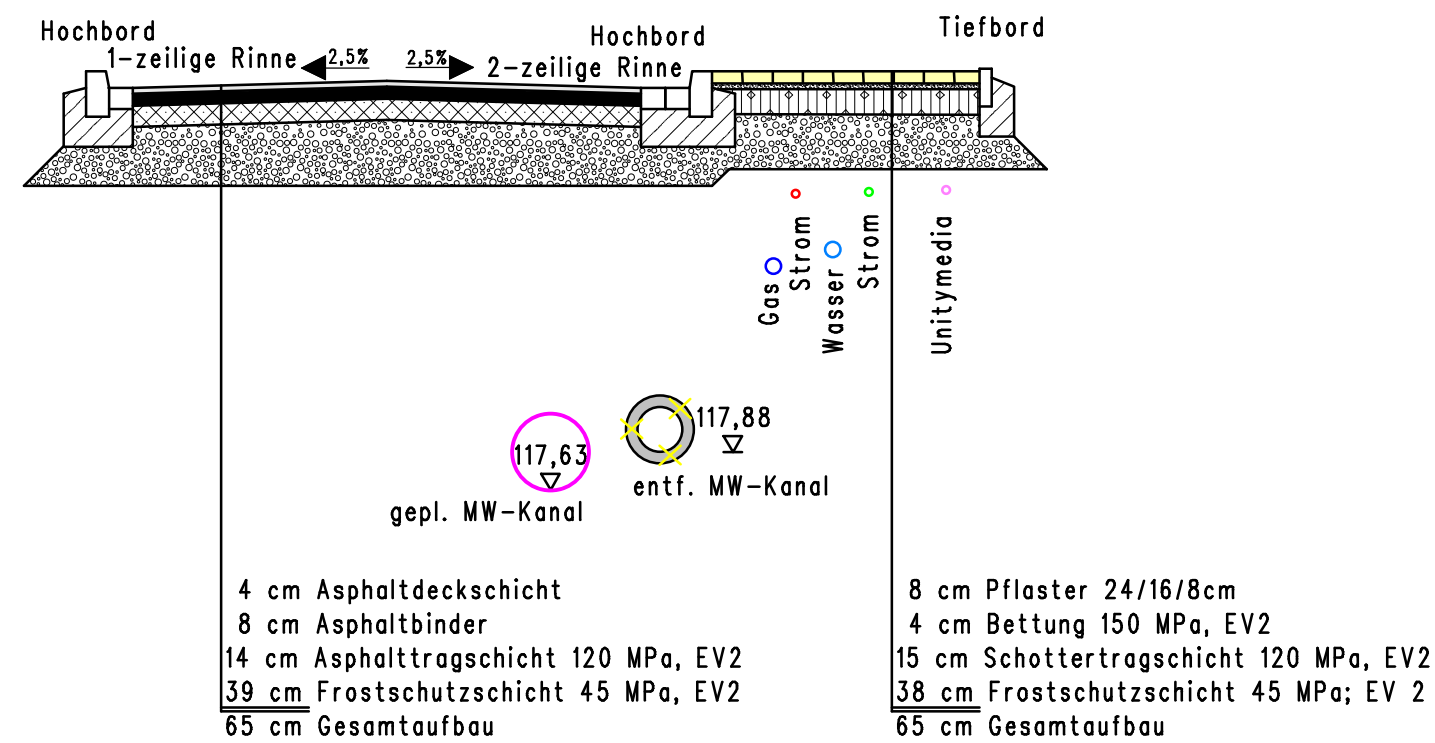 Hochbord
1-zeilige Rinne
2,5%
2,5%
Hochbord
2-zeilige Rinne
Tiefbord
Gas
Strom
Wasser
Strom
Unitymedia
117,63
gepl. MW-Kanal
117,88
entf. MW-Kanal
4 cm Asphaltdeckschicht
8 cm Asphaltbinder
14 cm Asphalttragschicht 120 MPa, EV2
39 cm Frostschutzschicht 45 MPa, EV2
65 cm Gesamtaufbau
8 cm Pflaster 24/16/8cm
4 cm Bettung 150 MPa, EV2
15 cm Schottertragschicht 120 MPa, EV2
38 cm Frostschutzschicht 45 MPa; EV 2
65 cm Gesamtaufbau